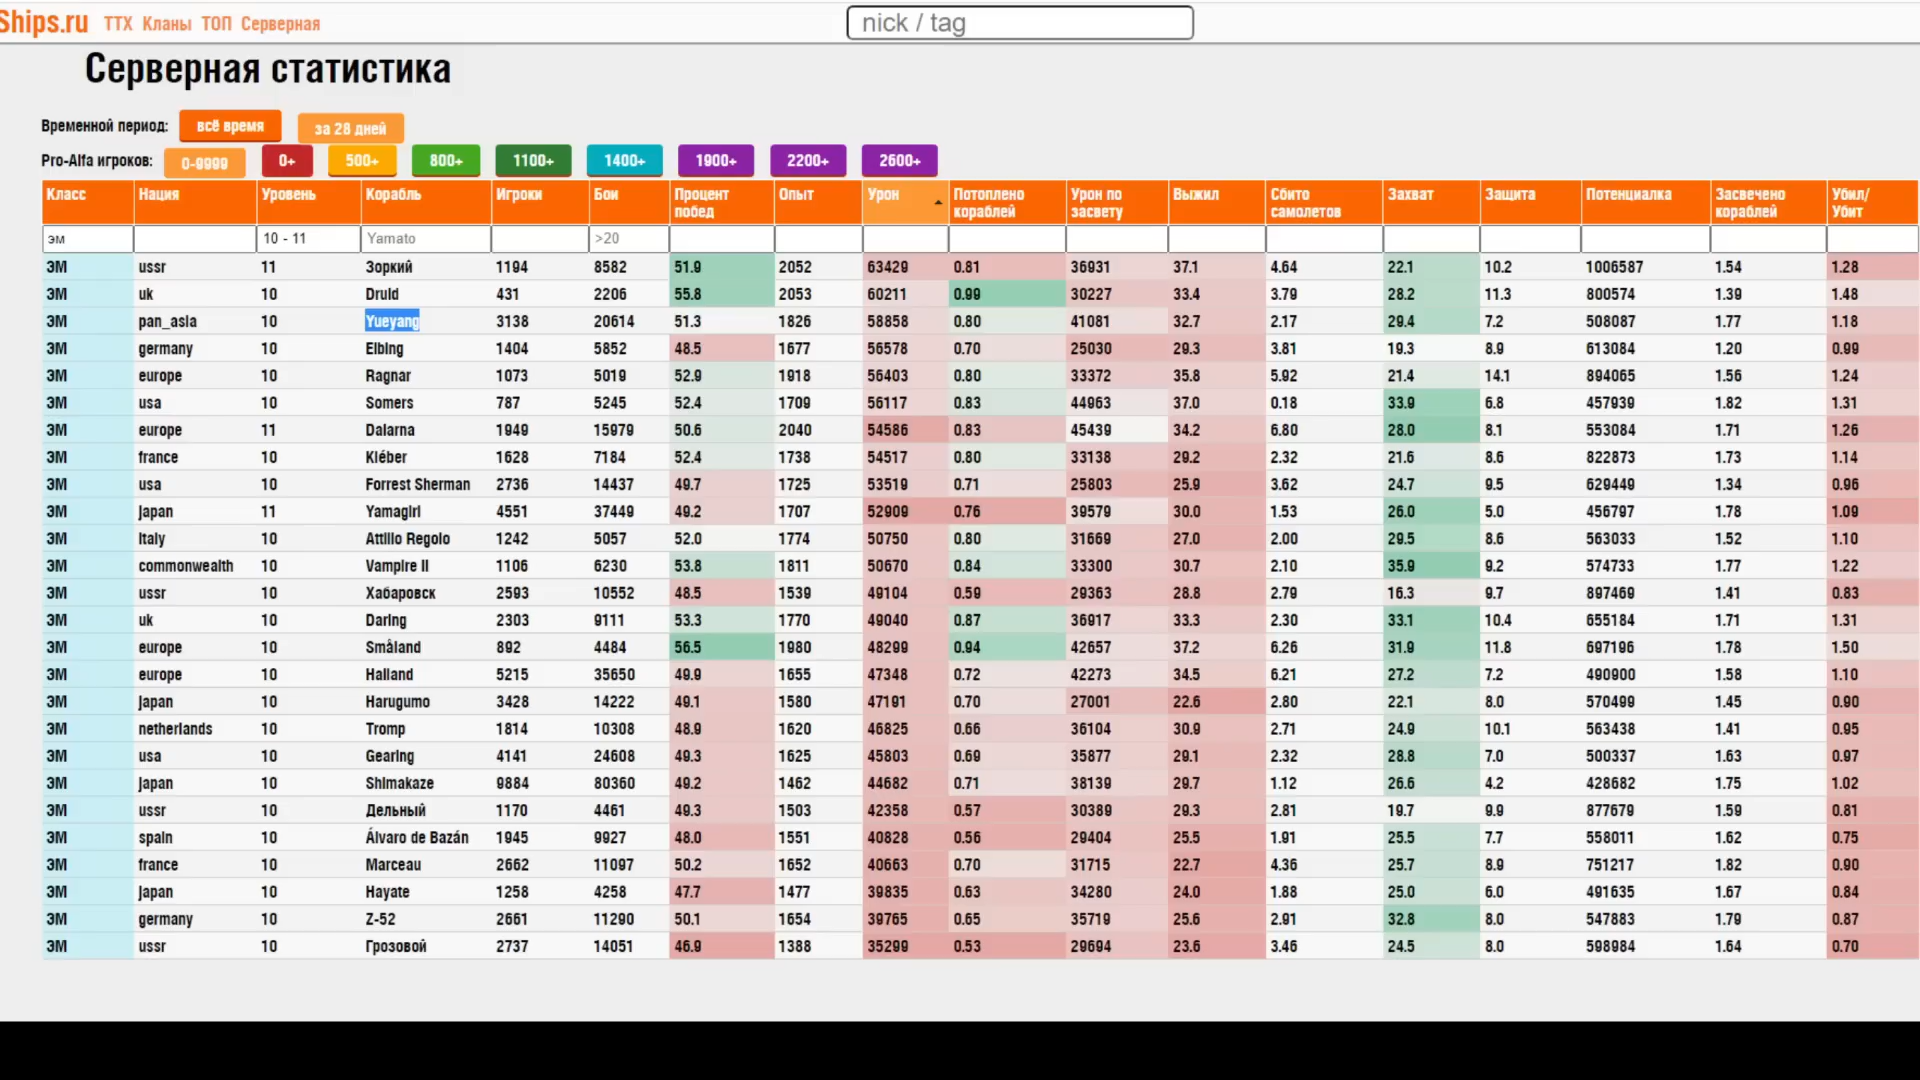 Ships.ru ТТХ Кланы ТОП Серверная nick / tag
Серверная статистика
Временной период: всё время за 28 дней
Pro-Alfa игроков: 0-9999 0+ 500+ 800+ 1100+ 1400+ 1900+ 2200+ 2600+
Класс Нация Уровень Корабль Игроки Бои Процент побед Опыт Урон Потоплено кораблей Урон по засвету Выжил Сбито самолетов Захват Защита Потенциалка Засвечено кораблей Убил/ Убит
эм 10 - 11 Yamato >20
ЭМ ussr 11 Зоркий 1194 8582 51.9 2052 63429 0.81 36931 37.1 4.64 22.1 10.2 1006587 1.54 1.28
ЭМ uk 10 Druid 431 2206 55.8 2053 60211 0.99 30227 33.4 3.79 28.2 11.3 800574 1.39 1.48
ЭМ pan_asia 10 Yueyang 3138 20614 51.3 1826 58858 0.80 41081 32.7 2.17 29.4 7.2 508087 1.77 1.18
ЭМ germany 10 Elbing 1404 5852 48.5 1677 56578 0.70 25030 29.3 3.81 19.3 8.9 613084 1.20 0.99
ЭМ europe 10 Ragnar 1073 5019 52.9 1918 56403 0.80 33372 35.8 5.92 21.4 14.1 894065 1.56 1.24
ЭМ usa 10 Somers 787 5245 52.4 1709 56117 0.83 44963 37.0 0.18 33.9 6.8 457939 1.82 1.31
ЭМ europe 11 Dalarna 1949 15979 50.6 2040 54586 0.83 45439 34.2 6.80 28.0 8.1 553084 1.71 1.26
ЭМ france 10 Kléber 1628 7184 52.4 1738 54517 0.80 33138 29.2 2.32 21.6 8.6 822873 1.73 1.14
ЭМ usa 10 Forrest Sherman 2736 14437 49.7 1725 53519 0.71 25803 25.9 3.62 24.7 9.5 629449 1.34 0.96
ЭМ japan 11 Yamagiri 4551 37449 49.2 1707 52909 0.76 39579 30.0 1.53 26.0 5.0 456797 1.78 1.09
ЭМ italy 10 Attilio Regolo 1242 5057 52.0 1774 50750 0.80 31669 27.0 2.00 29.5 8.6 563033 1.52 1.10
ЭМ commonwealth 10 Vampire II 1106 6230 53.8 1811 50670 0.84 33300 30.7 2.10 35.9 9.2 574733 1.77 1.22
ЭМ ussr 10 Хабаровск 2593 10552 48.5 1539 49104 0.59 29363 28.8 2.79 16.3 9.7 897469 1.41 0.83
ЭМ uk 10 Daring 2303 9111 53.3 1770 49040 0.87 36917 33.3 2.30 33.1 10.4 655184 1.71 1.31
ЭМ europe 10 Småland 892 4484 56.5 1980 48299 0.94 42657 37.2 6.26 31.9 11.8 697196 1.78 1.50
ЭМ europe 10 Halland 5215 35650 49.9 1655 47348 0.72 42273 34.5 6.21 27.2 7.2 490900 1.58 1.10
ЭМ japan 10 Harugumo 3428 14222 49.1 1580 47191 0.70 27001 22.6 2.80 22.1 8.0 570499 1.45 0.90
ЭМ netherlands 10 Tromp 1814 10308 48.9 1620 46825 0.66 36104 30.9 2.71 24.9 10.1 563438 1.41 0.95
ЭМ usa 10 Gearing 4141 24608 49.3 1625 45803 0.69 35877 29.1 2.32 28.8 7.0 500337 1.63 0.97
ЭМ japan 10 Shimakaze 9884 80360 49.2 1462 44682 0.71 38139 29.7 1.12 26.6 4.2 428682 1.75 1.02
ЭМ ussr 10 Дельный 1170 4461 49.3 1503 42358 0.57 30389 29.3 2.81 19.7 9.9 877679 1.59 0.81
ЭМ spain 10 Álvaro de Bazán 1945 9927 48.0 1551 40828 0.56 29404 25.5 1.91 25.5 7.7 558011 1.62 0.75
ЭМ france 10 Marceau 2662 11097 50.2 1652 40663 0.70 31715 22.7 4.36 25.7 8.9 751217 1.82 0.90
ЭМ japan 10 Hayate 1258 4258 47.7 1477 39835 0.63 34280 24.0 1.88 25.0 6.0 491635 1.67 0.84
ЭМ germany 10 Z-52 2661 11290 50.1 1654 39765 0.65 35719 25.6 2.91 32.8 8.0 547883 1.79 0.87
ЭМ ussr 10 Грозовой 2737 14051 46.9 1388 35299 0.53 29694 23.6 3.46 24.5 8.0 598984 1.64 0.70